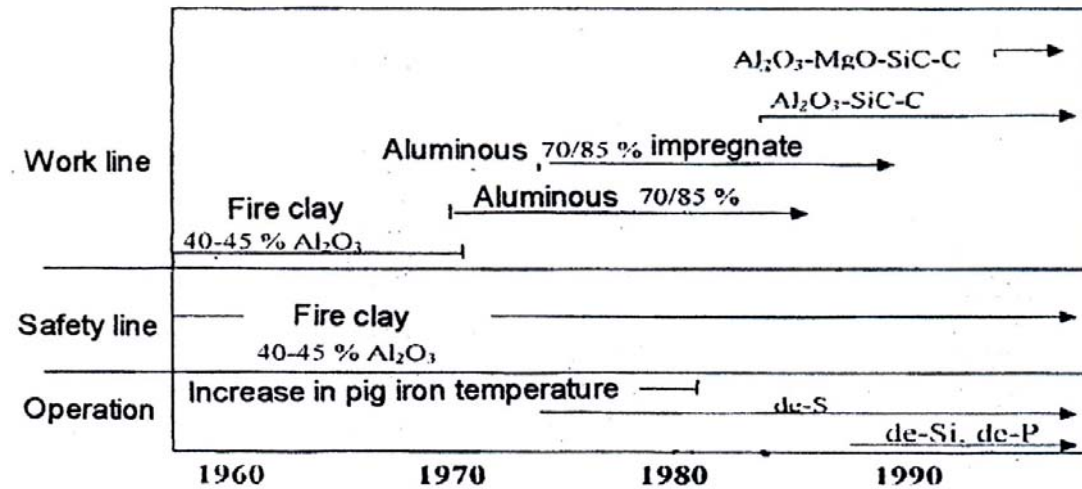 Al₂O₃-MgO-SiC-C
Al₂O₃-SiC-C
Work line
Aluminous 70/85 % impregnate
Aluminous 70/85 %
Fire clay
40-45 % Al₂O₃
Safety line
Fire clay
40-45 % Al₂O₃
Operation
Increase in pig iron temperature
de-S
de-Si, de-P
1960 1970 1980 1990